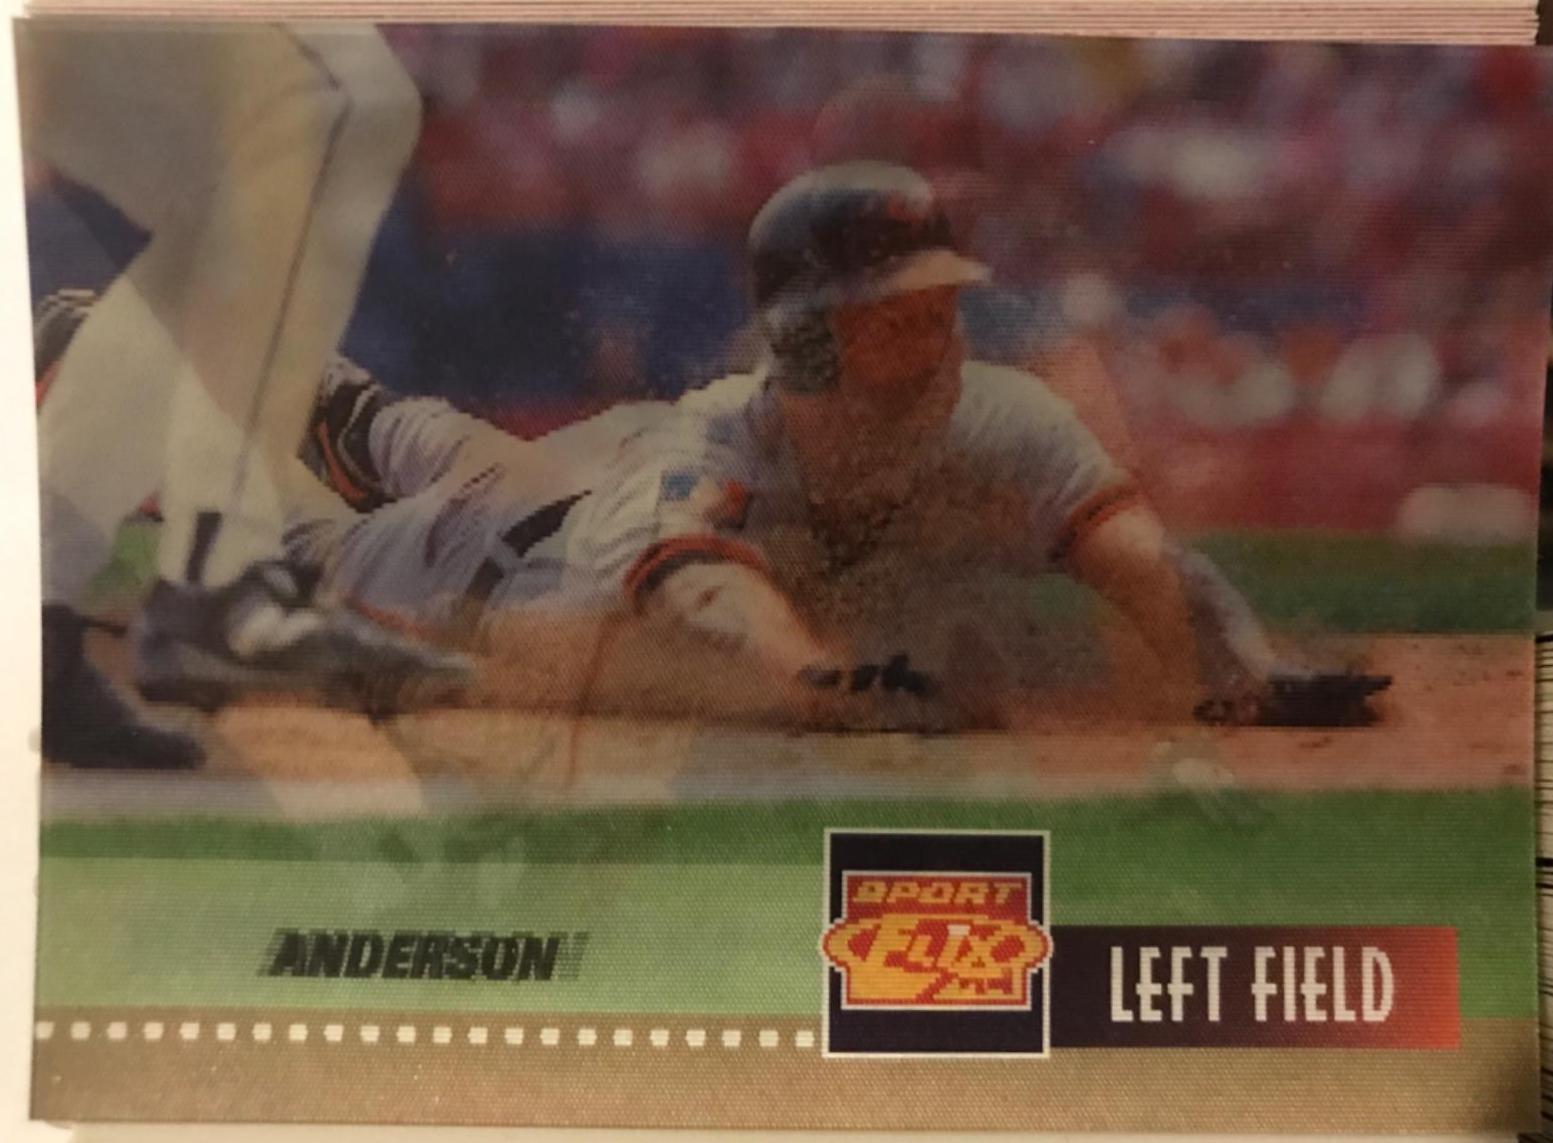 ANDERSON
SPORT
FLIX
LEFT FIELD